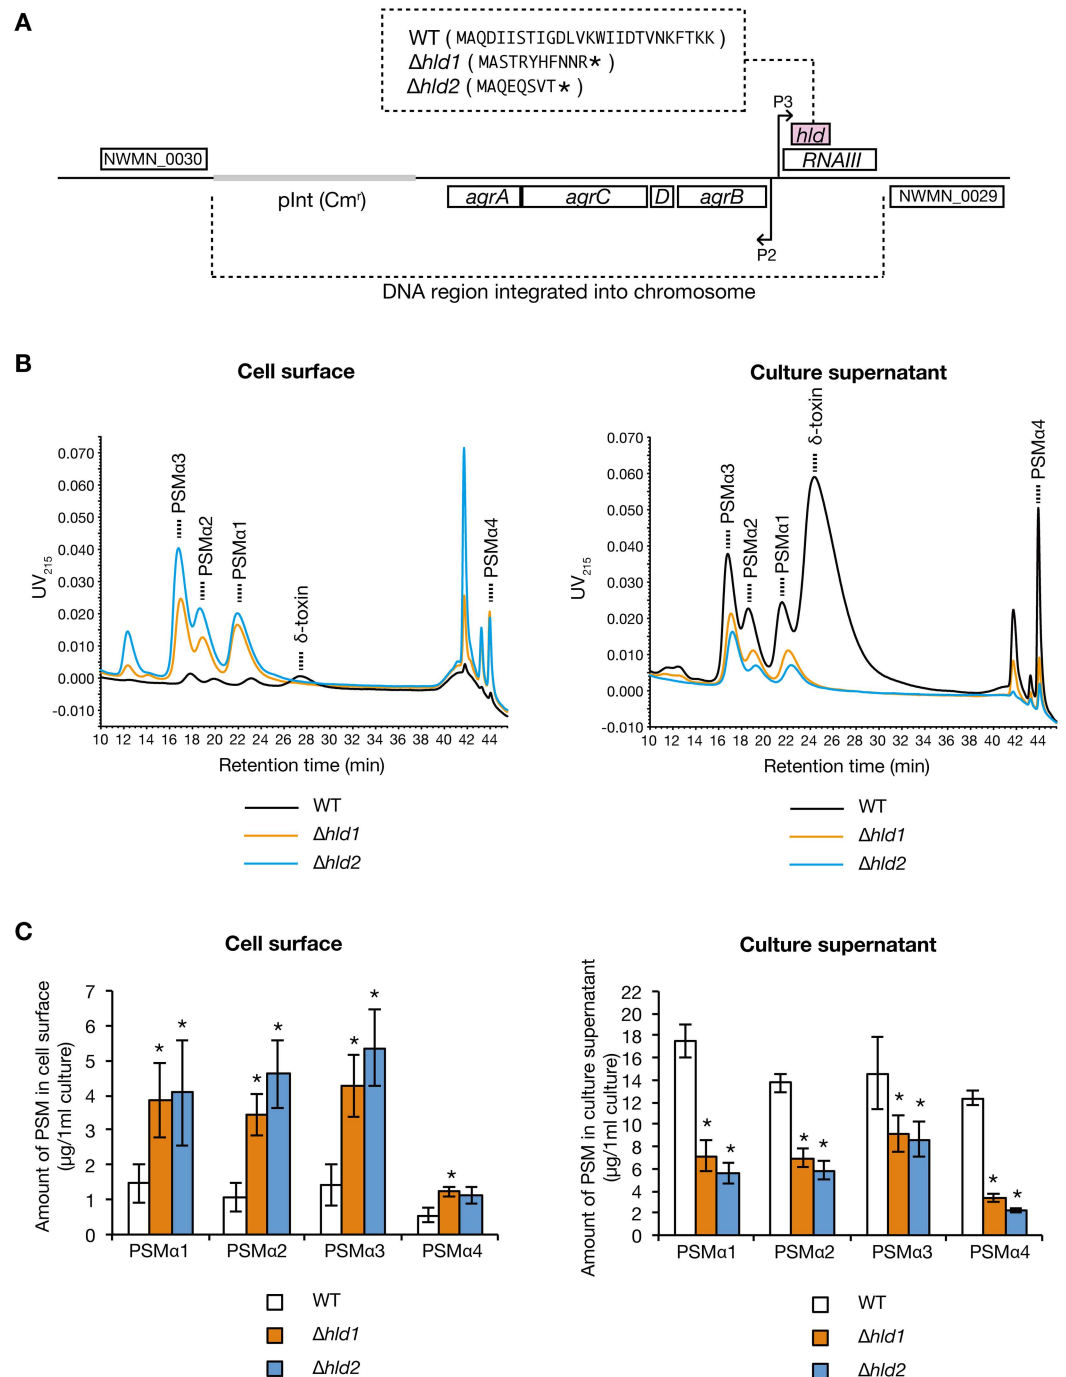 A
WT ( MAQDIISTIGDLVKWIIDTVNKFTKK )
Δhld1 ( MASTRYHFNNR* )
Δhld2 ( MAQEQSVT* )
P3
hld
NWMN_0030
RNAIII
pInt (Cmʳ)
agrA
agrC
D
agrB
NWMN_0029
P2
DNA region integrated into chromosome
B
Cell surface
UV215
0.070
0.060
0.050
0.040
0.030
0.020
0.010
0.000
-0.010
PSMα3
PSMα2
PSMα1
δ-toxin
PSMα4
10 12 14 16 18 20 22 24 26 28 30 32 34 36 38 40 42 44
Retention time (min)
WT
Δhld1
Δhld2
Culture supernatant
UV215
0.070
0.060
0.050
0.040
0.030
0.020
0.010
0.000
-0.010
PSMα3
PSMα2
PSMα1
δ-toxin
PSMα4
10 12 14 16 18 20 22 24 26 28 30 32 34 36 38 40 42 44
Retention time (min)
WT
Δhld1
Δhld2
C
Cell surface
Amount of PSM in cell surface
(µg/1ml culture)
7
6
5
4
3
2
1
0
* * * * * * *
PSMα1 PSMα2 PSMα3 PSMα4
WT
Δhld1
Δhld2
Culture supernatant
Amount of PSM in culture supernatant
(µg/1ml culture)
22
20
18
16
14
12
10
8
6
4
2
0
* * * * * * * *
PSMα1 PSMα2 PSMα3 PSMα4
WT
Δhld1
Δhld2